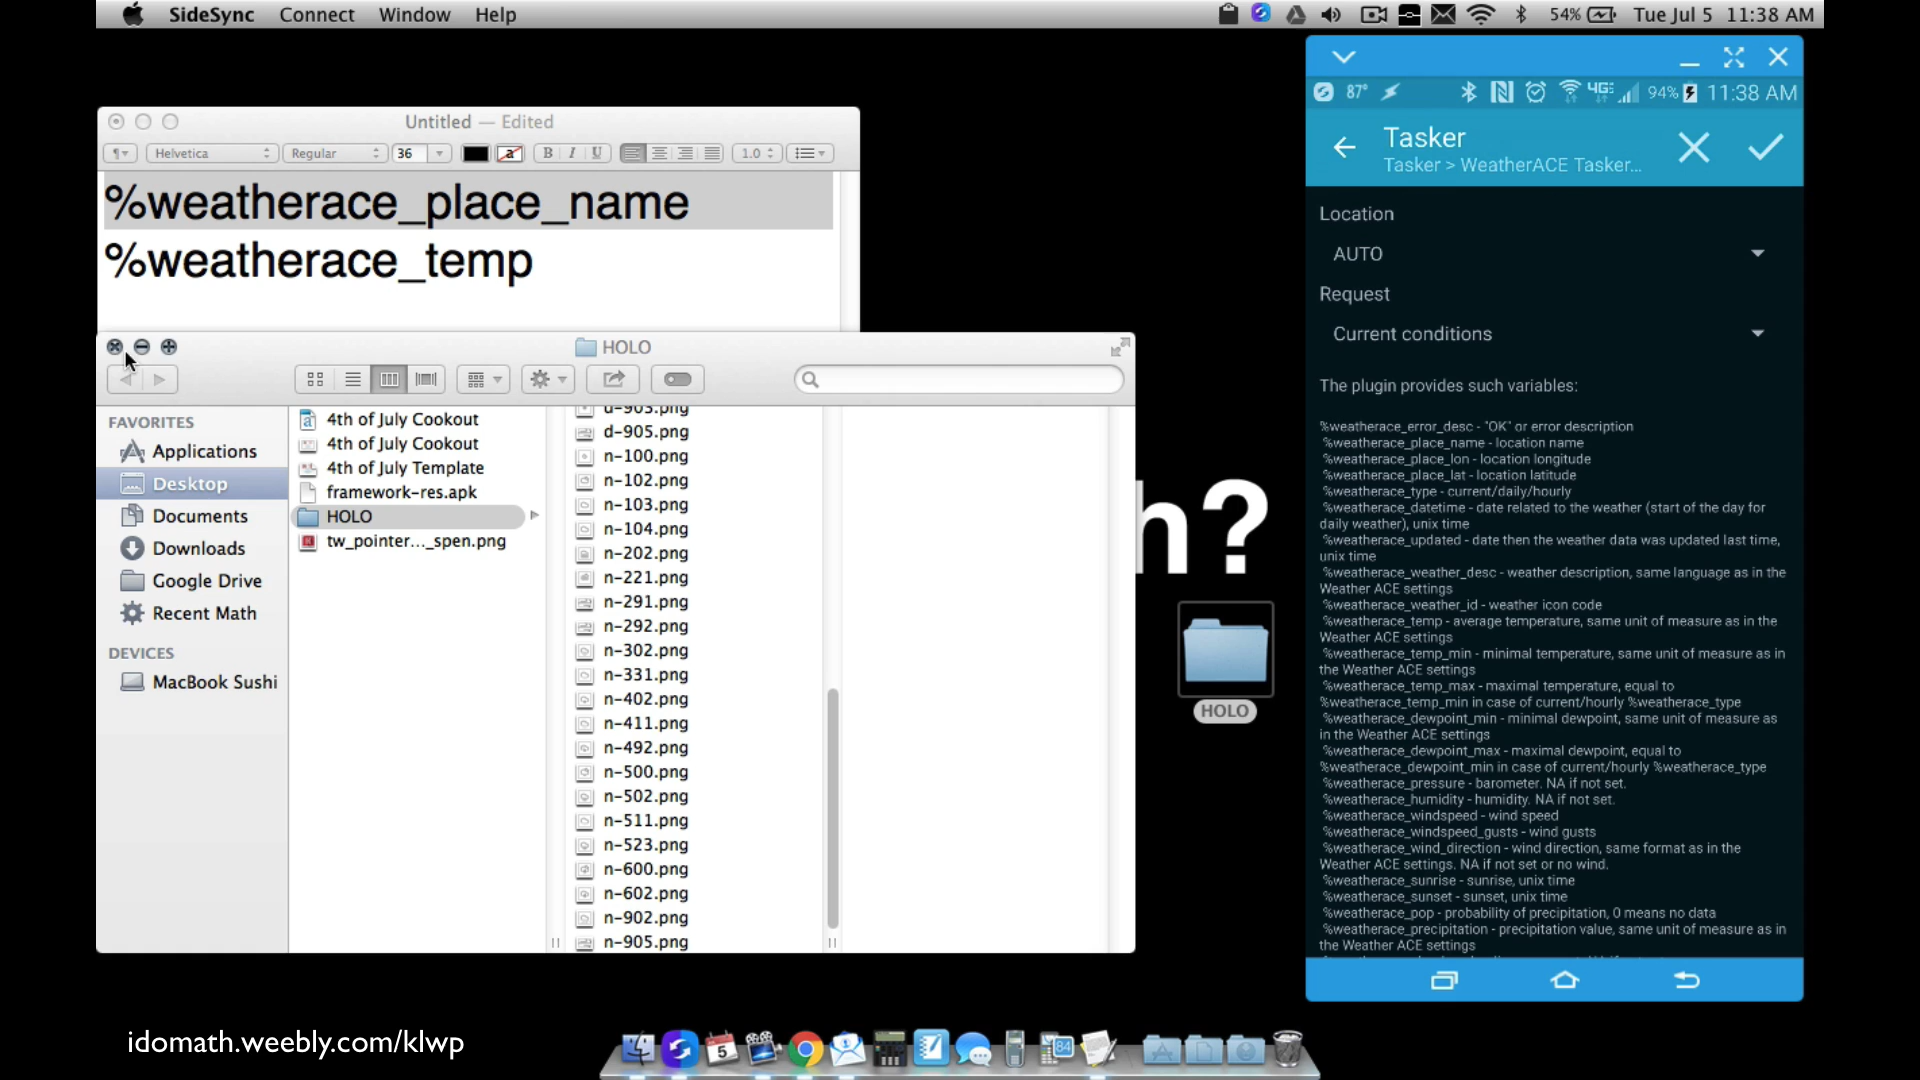 SideSync Connect Window Help
54% Tue Jul 5 11:38 AM
Untitled — Edited
Helvetica Regular 36 a B I U 1.0
%weatherace_place_name
%weatherace_temp
HOLO
FAVORITES
Applications
Desktop
Documents
Downloads
Google Drive
Recent Math
DEVICES
MacBook Sushi
4th of July Cookout
4th of July Cookout
4th of July Template
framework-res.apk
HOLO
tw_pointer..._spen.png
d-903.png
d-905.png
n-100.png
n-102.png
n-103.png
n-104.png
n-202.png
n-221.png
n-291.png
n-292.png
n-302.png
n-331.png
n-402.png
n-411.png
n-492.png
n-500.png
n-502.png
n-511.png
n-523.png
n-600.png
n-602.png
n-902.png
n-905.png
h?
HOLO
87° 4G 94% 11:38 AM
Tasker
Tasker > WeatherACE Tasker...
Location
AUTO
Request
Current conditions
The plugin provides such variables:
%weatherace_error_desc - "OK" or error description
%weatherace_place_name - location name
%weatherace_place_lon - location longitude
%weatherace_place_lat - location latitude
%weatherace_type - current/daily/hourly
%weatherace_datetime - date related to the weather (start of the day for
daily weather), unix time
%weatherace_updated - date then the weather data was updated last time,
unix time
%weatherace_weather_desc - weather description, same language as in the
Weather ACE settings
%weatherace_weather_id - weather icon code
%weatherace_temp - average temperature, same unit of measure as in the
Weather ACE settings
%weatherace_temp_min - minimal temperature, same unit of measure as in
the Weather ACE settings
%weatherace_temp_max - maximal temperature, equal to
%weatherace_temp_min in case of current/hourly %weatherace_type
%weatherace_dewpoint_min - minimal dewpoint, same unit of measure as
in the Weather ACE settings
%weatherace_dewpoint_max - maximal dewpoint, equal to
%weatherace_dewpoint_min in case of current/hourly %weatherace_type
%weatherace_pressure - barometer. NA if not set.
%weatherace_humidity - humidity. NA if not set.
%weatherace_windspeed - wind speed
%weatherace_windspeed_gusts - wind gusts
%weatherace_wind_direction - wind direction, same format as in the
Weather ACE settings. NA if not set or no wind.
%weatherace_sunrise - sunrise, unix time
%weatherace_sunset - sunset, unix time
%weatherace_pop - probability of precipitation, 0 means no data
%weatherace_precipitation - precipitation value, same unit of measure as in
the Weather ACE settings
idomath.weebly.com/klwp
5
84